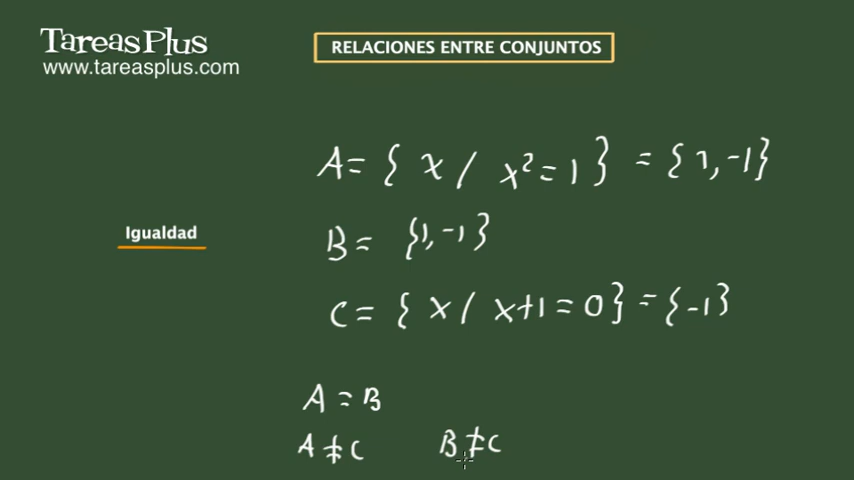 TareasPlus
www.tareasplus.com
RELACIONES ENTRE CONJUNTOS
A = { x / x² = 1 } = { 1, -1 }
Igualdad
B = { 1, -1 }
C = { x / x+1 = 0 } = { -1 }
A = B
A ≠ C B ≠ C